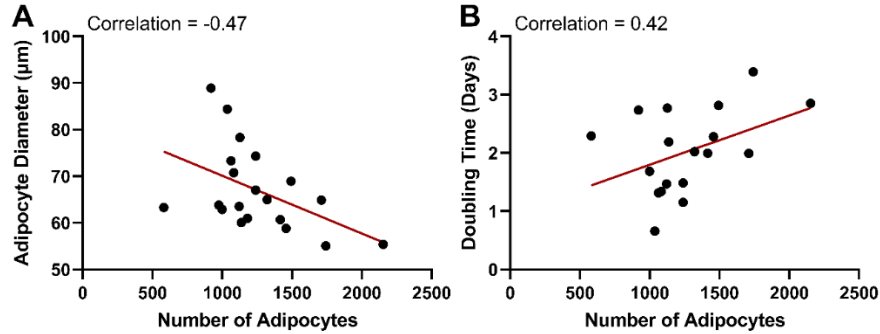 A
Correlation = -0.47
Adipocyte Diameter (µm)
100
90
80
70
60
50
0
500
1000
1500
2000
2500
Number of Adipocytes
B
Correlation = 0.42
Doubling Time (Days)
4
3
2
1
0
0
500
1000
1500
2000
2500
Number of Adipocytes